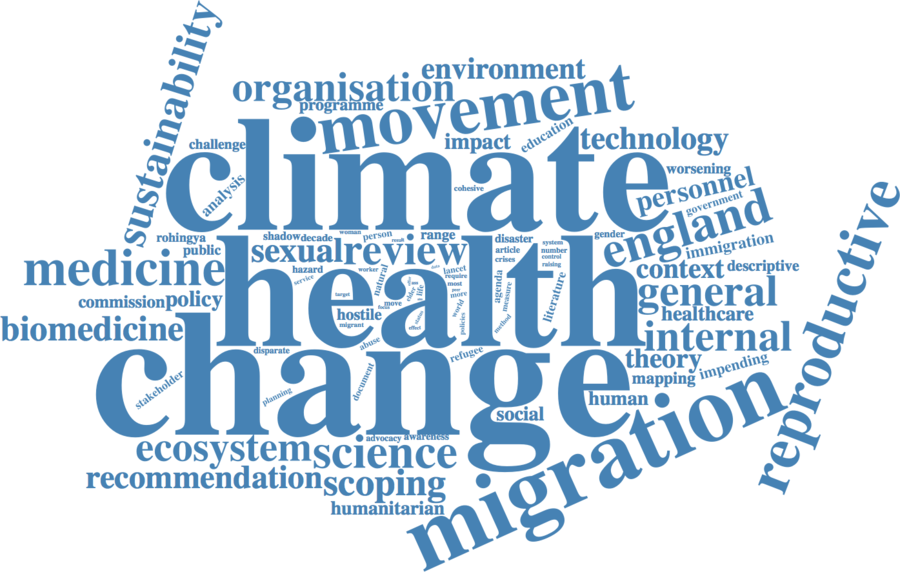 sustainability
environment
organisation
programme
movement
climate
challenge
analysis
impact
education
technology
cohesive
worsening
personnel
government
england
immigration
rohingya
public
shadow
decade
woman
person
result
range
sexual
review
disaster
article
crises
system
number
control
raising
gender
medicine
health
hazard
service
worker
natural
lancet
require
most
more
agenda
measure
literature
context
descriptive
general
healthcare
commission
policy
target
hostile
migrant
move
elder
life
status
effect
world
policies
method
biomedicine
internal
reproductive
change
disparate
abuse
refugee
theory
mapping
impending
stakeholder
planning
document
social
human
migration
ecosystem
science
advocacy
awareness
recommendation
scoping
humanitarian